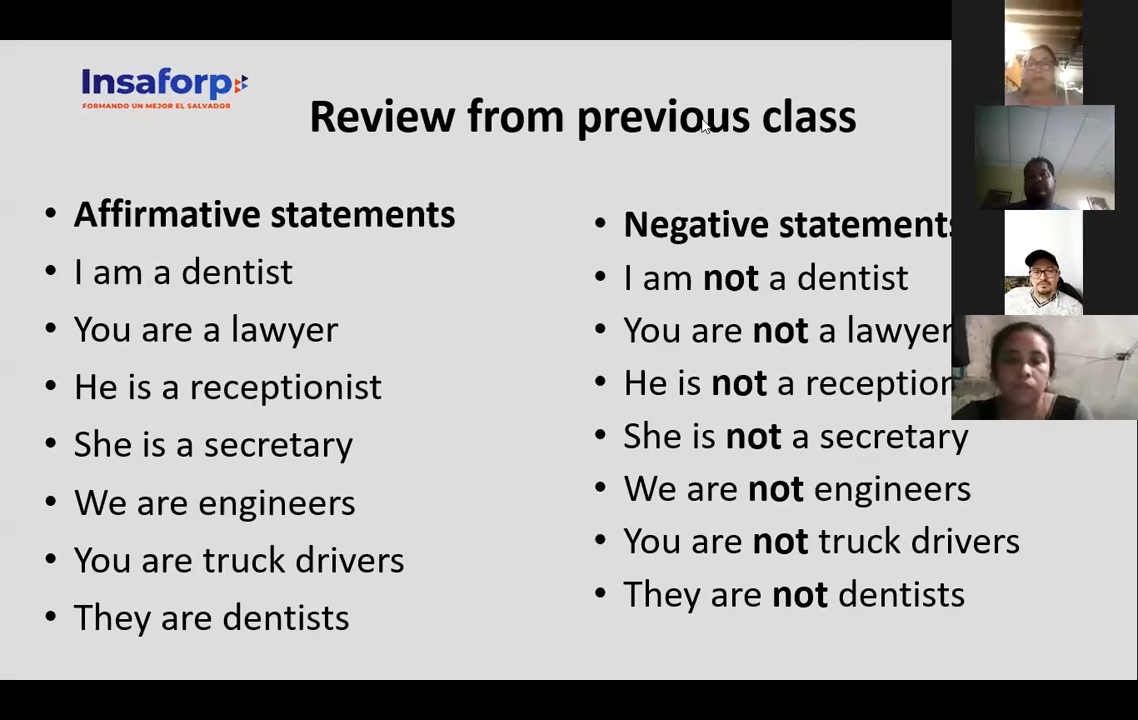 Insaforp
FORMANDO UN MEJOR EL SALVADOR
Review from previous class
• Affirmative statements
• I am a dentist
• You are a lawyer
• He is a receptionist
• She is a secretary
• We are engineers
• You are truck drivers
• They are dentists
• Negative statements
• I am not a dentist
• You are not a lawyer
• He is not a reception
• She is not a secretary
• We are not engineers
• You are not truck drivers
• They are not dentists